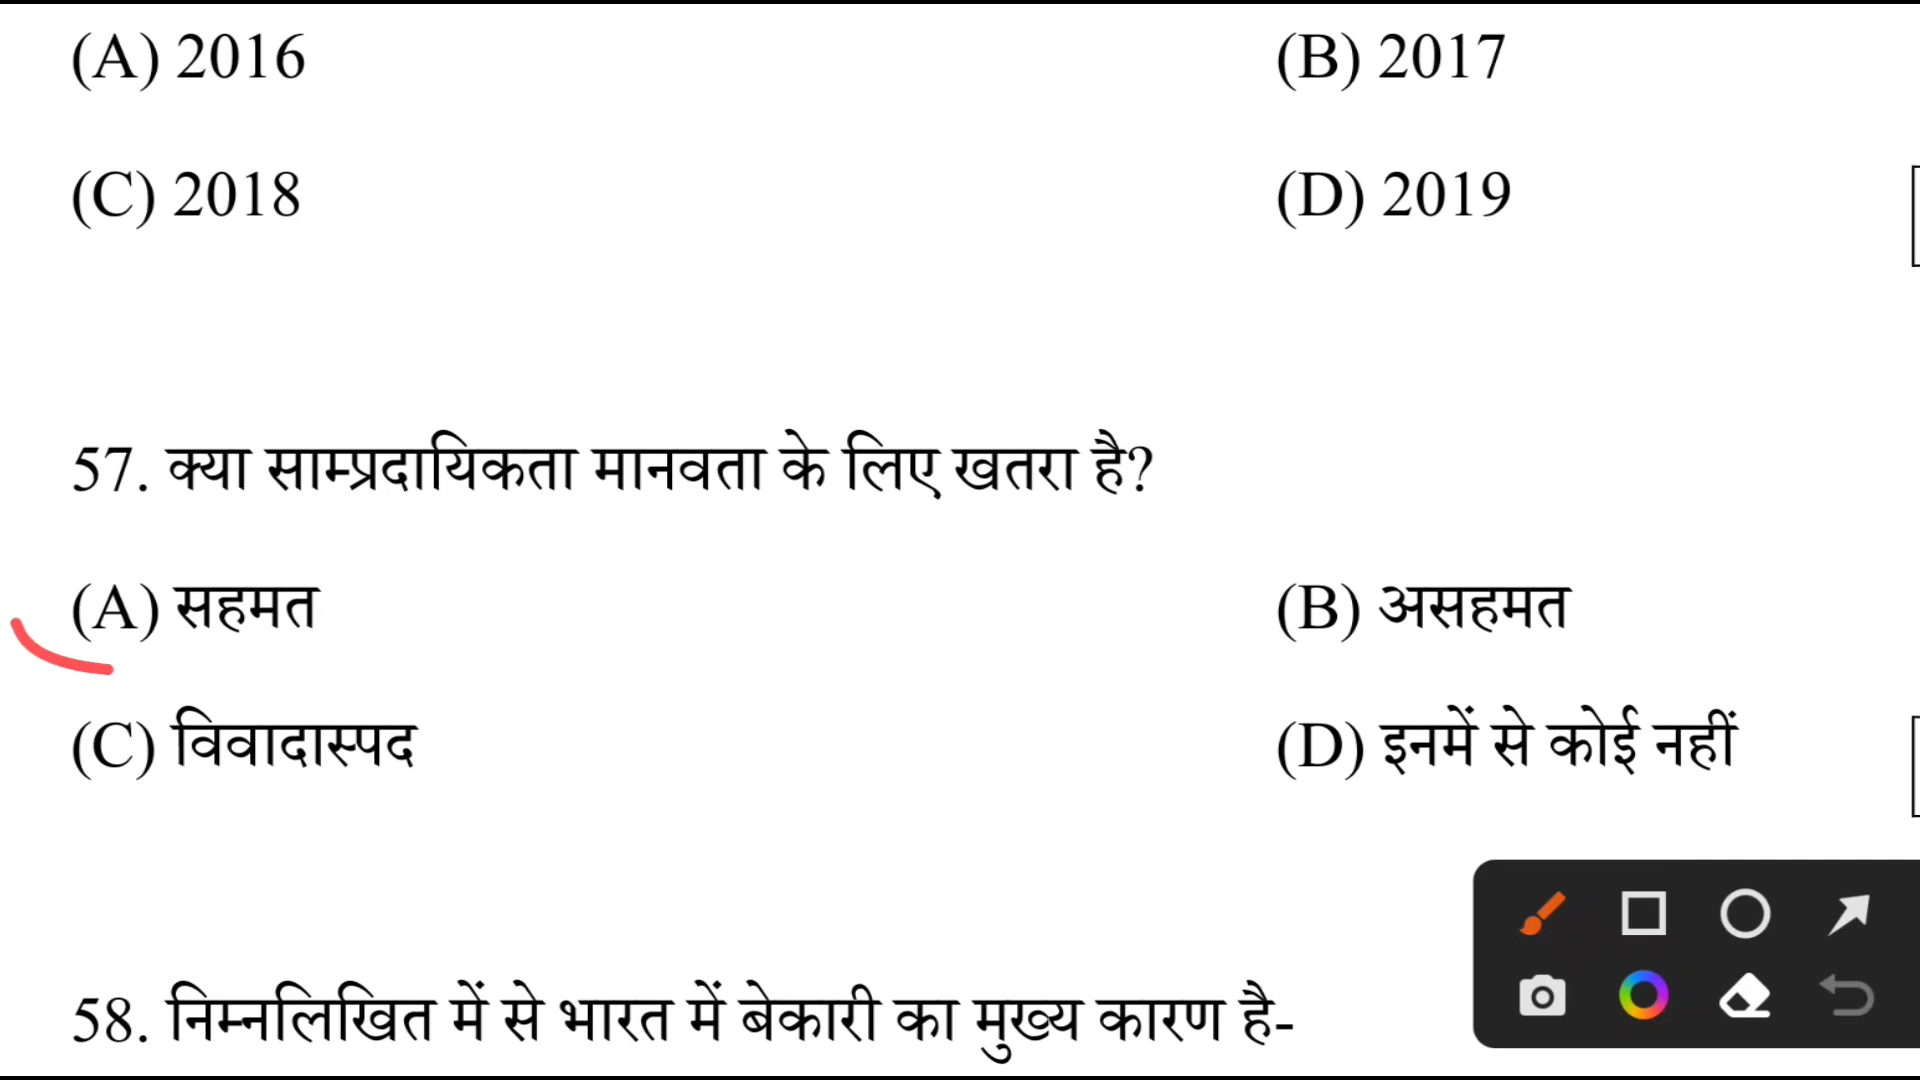 (A) 2016 (B) 2017
(C) 2018 (D) 2019
57. क्या साम्प्रदायिकता मानवता के लिए खतरा है?
(A) सहमत (B) असहमत
(C) विवादास्पद (D) इनमें से कोई नहीं
58. निम्नलिखित में से भारत में बेकारी का मुख्य कारण है-